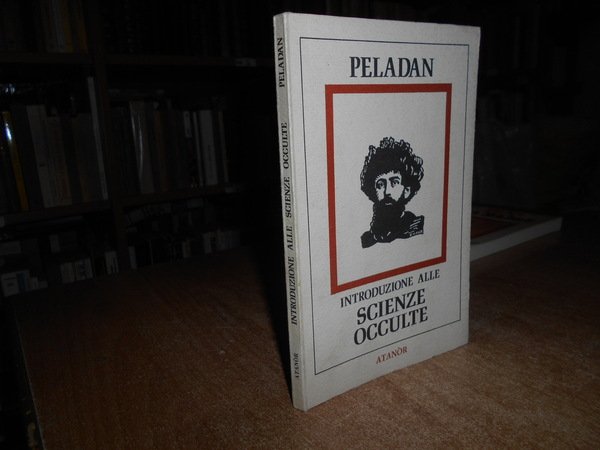 PELADAN
INTRODUZIONE ALLE
SCIENZE
OCCULTE
ATANÒR
ATANÒR INTRODUZIONE ALLE SCIENZE OCCULTE PELADAN